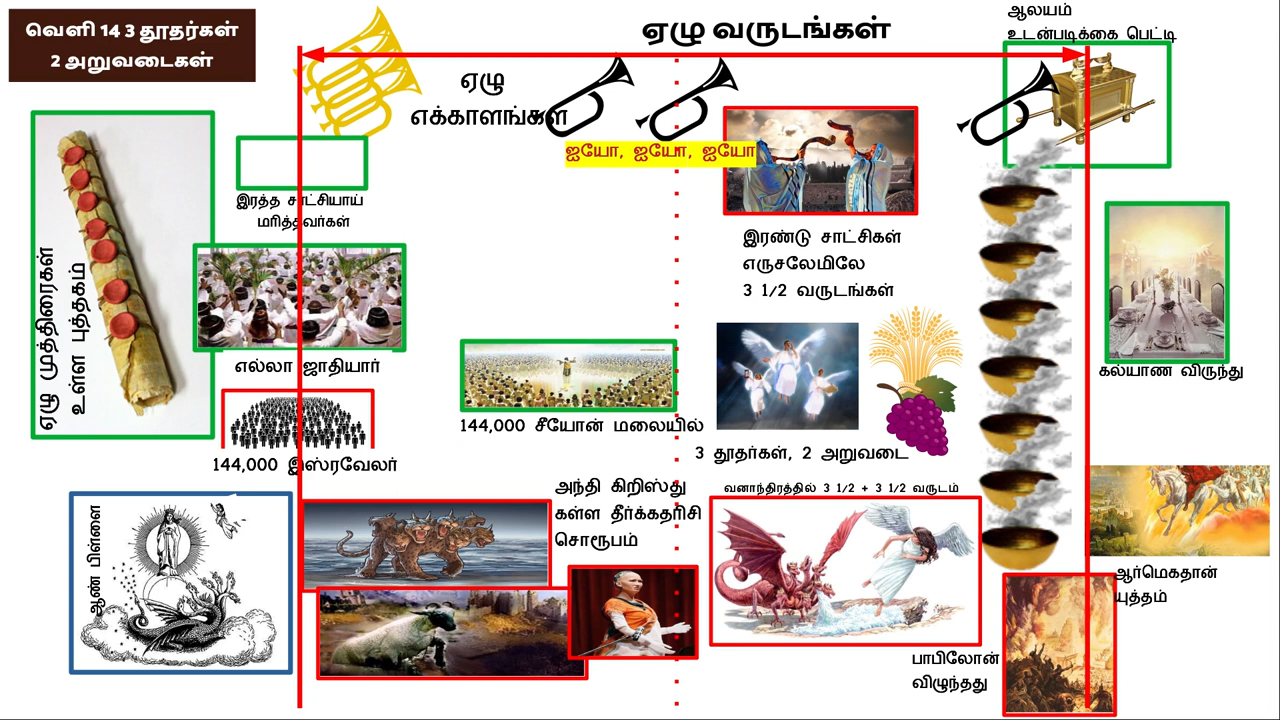 வெளி 14 3 தூதர்கள்
2 அறுவடைகள்
ஏழு வருடங்கள்
ஆலயம்
உடன்படிக்கை பெட்டி
ஏழு
எக்காளங்கள்
ஐயோ, ஐயோ, ஐயோ
இரத்த சாட்சியாய்
மரித்தவர்கள்
ஏழு முத்திரைகள்
உள்ள புத்தகம்
இரண்டு சாட்சிகள்
எருசலேமிலே
3 1/2 வருடங்கள்
எல்லா ஜாதியார்
கல்யாண விருந்து
144,000 சீயோன் மலையில்
3 தூதர்கள், 2 அறுவடை
144,000 இஸ்ரவேலர்
அந்தி கிறிஸ்து
கள்ள தீர்க்கதரிசி
சொரூபம்
வனாந்திரத்தில் 3 1/2 + 3 1/2 வருடம்
ஆண் பிள்ளை
ஆர்மெகதான்
யுத்தம்
பாபிலோன்
விழுந்தது